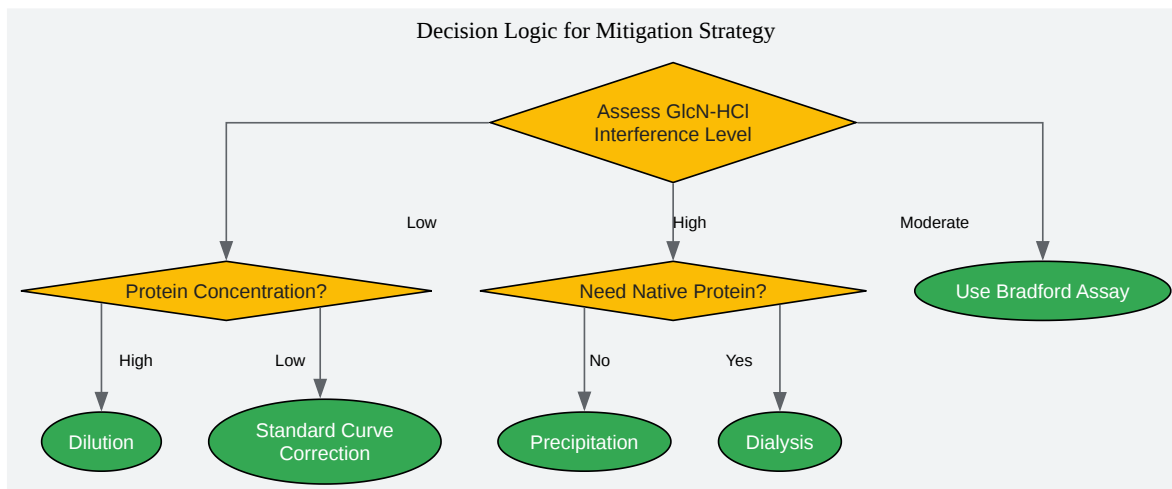 Decision Logic for Mitigation Strategy
Assess GlcN-HCl
Interference Level
Low
High
Moderate
Protein Concentration?
Need Native Protein?
Use Bradford Assay
High
Low
No
Yes
Dilution
Standard Curve
Correction
Precipitation
Dialysis